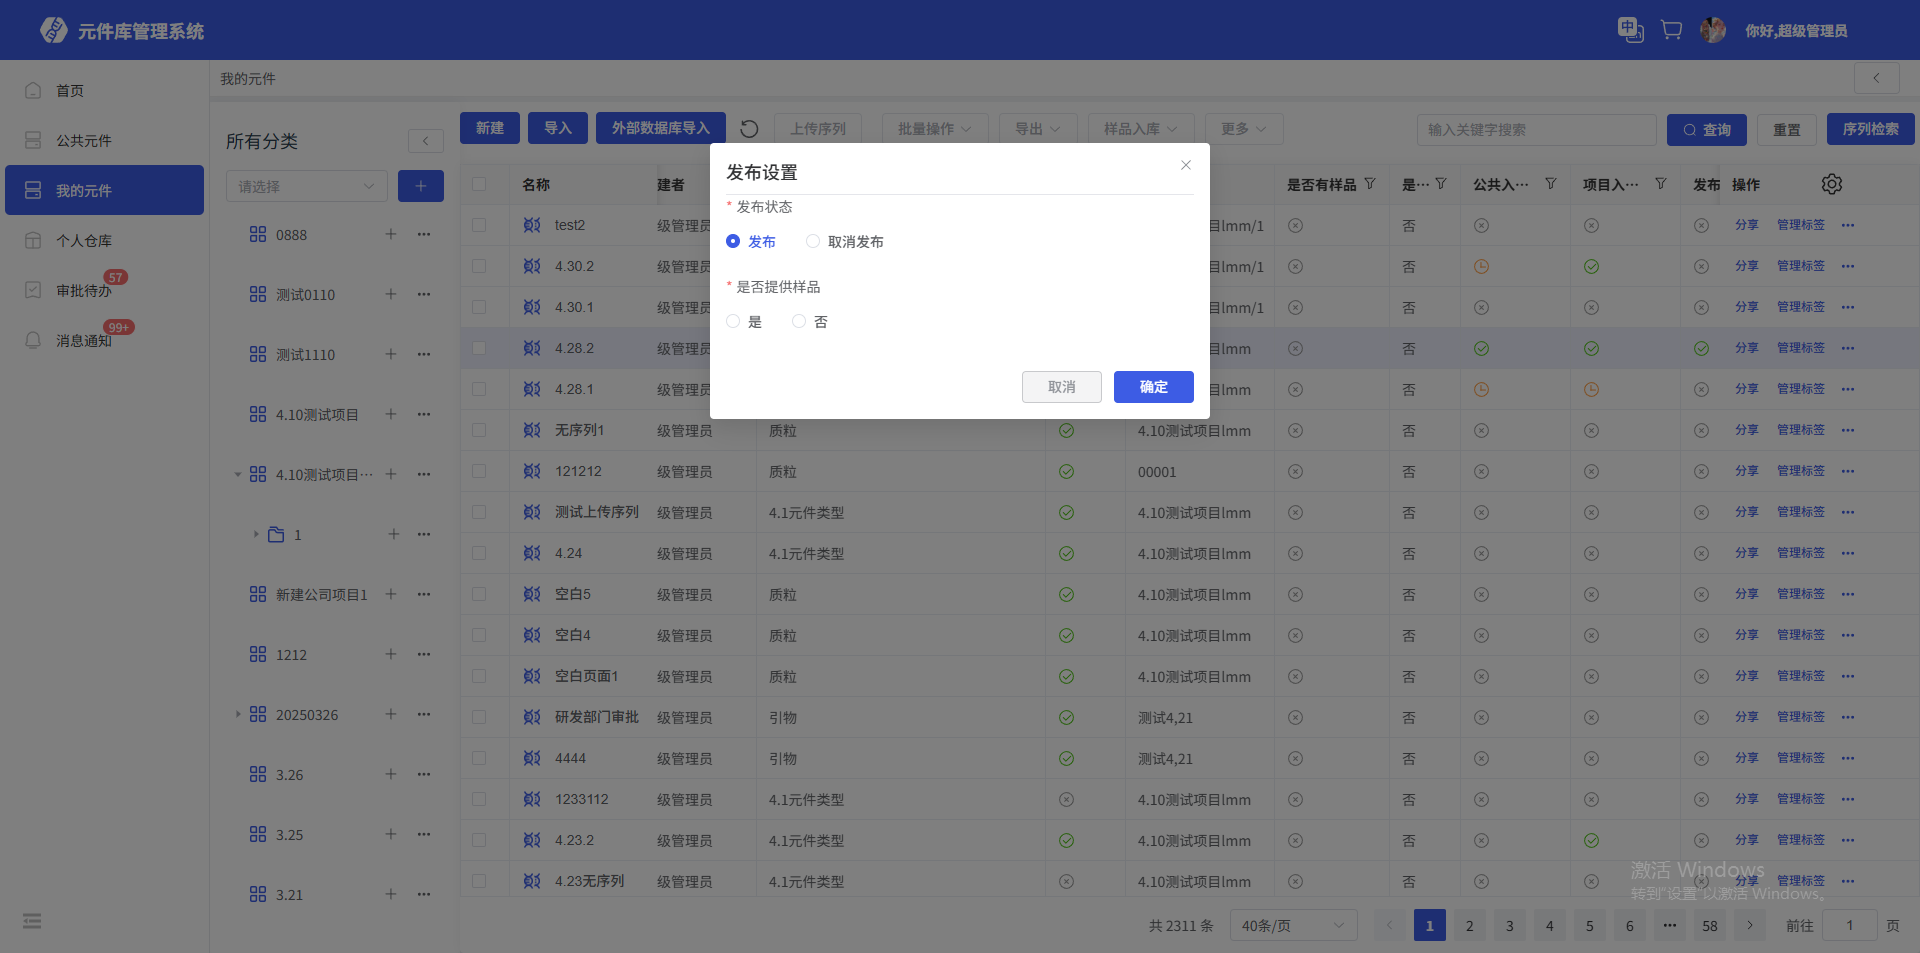 元件库管理系统
中
你好,超级管理员
首页
公共元件
我的元件
个人仓库
审批待办
57
消息通知
99+
我的元件
所有分类
请选择
0888
测试0110
测试1110
4.10测试项目
4.10测试项目…
1
新建公司项目1
1212
20250326
3.26
3.25
3.21
新建 导入 外部数据库导入 上传序列 批量操作 导出 样品入库 更多 输入关键字搜索 查询 重置 序列检索
名称 建者 是否有样品 是… 公共入… 项目入… 发布 操作
test2 级管理员 目lmm/1 否 分享 管理标签
4.30.2 级管理员 目lmm/1 否 分享 管理标签
4.30.1 级管理员 目lmm/1 否 分享 管理标签
4.28.2 级管理员 目lmm 否 分享 管理标签
4.28.1 级管理员 目lmm 否 分享 管理标签
无序列1 级管理员 质粒 4.10测试项目lmm 否 分享 管理标签
121212 级管理员 质粒 00001 否 分享 管理标签
测试上传序列 级管理员 4.1元件类型 4.10测试项目lmm 否 分享 管理标签
4.24 级管理员 4.1元件类型 4.10测试项目lmm 否 分享 管理标签
空白5 级管理员 质粒 4.10测试项目lmm 否 分享 管理标签
空白4 级管理员 质粒 4.10测试项目lmm 否 分享 管理标签
空白页面1 级管理员 质粒 4.10测试项目lmm 否 分享 管理标签
研发部门审批 级管理员 引物 测试4,21 否 分享 管理标签
4444 级管理员 引物 测试4,21 否 分享 管理标签
1233112 级管理员 4.1元件类型 4.10测试项目lmm 否 分享 管理标签
4.23.2 级管理员 4.1元件类型 4.10测试项目lmm 否 分享 管理标签
4.23无序列 级管理员 4.1元件类型 4.10测试项目lmm 否 分享 管理标签
发布设置
* 发布状态
发布 取消发布
* 是否提供样品
是 否
取消 确定
激活 Windows
转到"设置"以激活 Windows。
共 2311 条 40条/页 1 2 3 4 5 6 ••• 58 前往 1 页